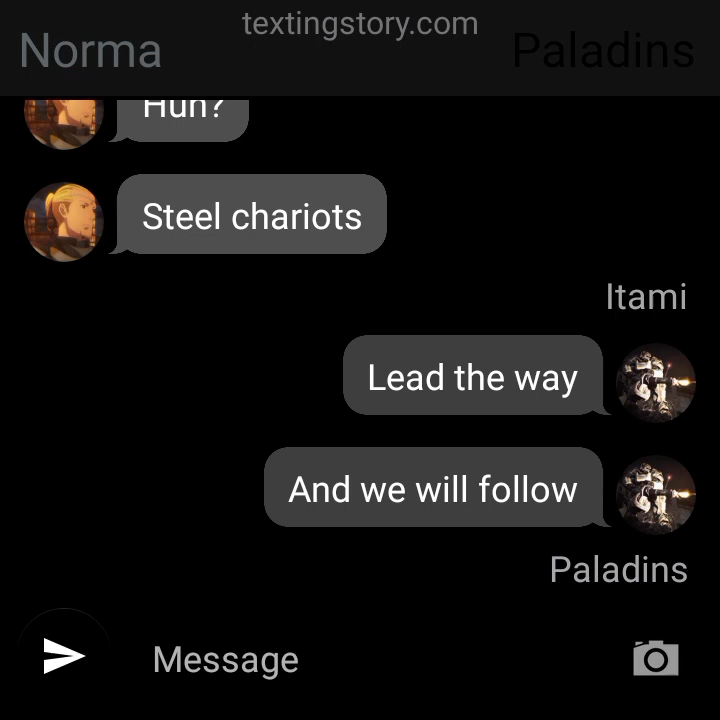 textingstory.com
Norma
Paladins
Huh?
Steel chariots
Itami
Lead the way
And we will follow
Paladins
Message